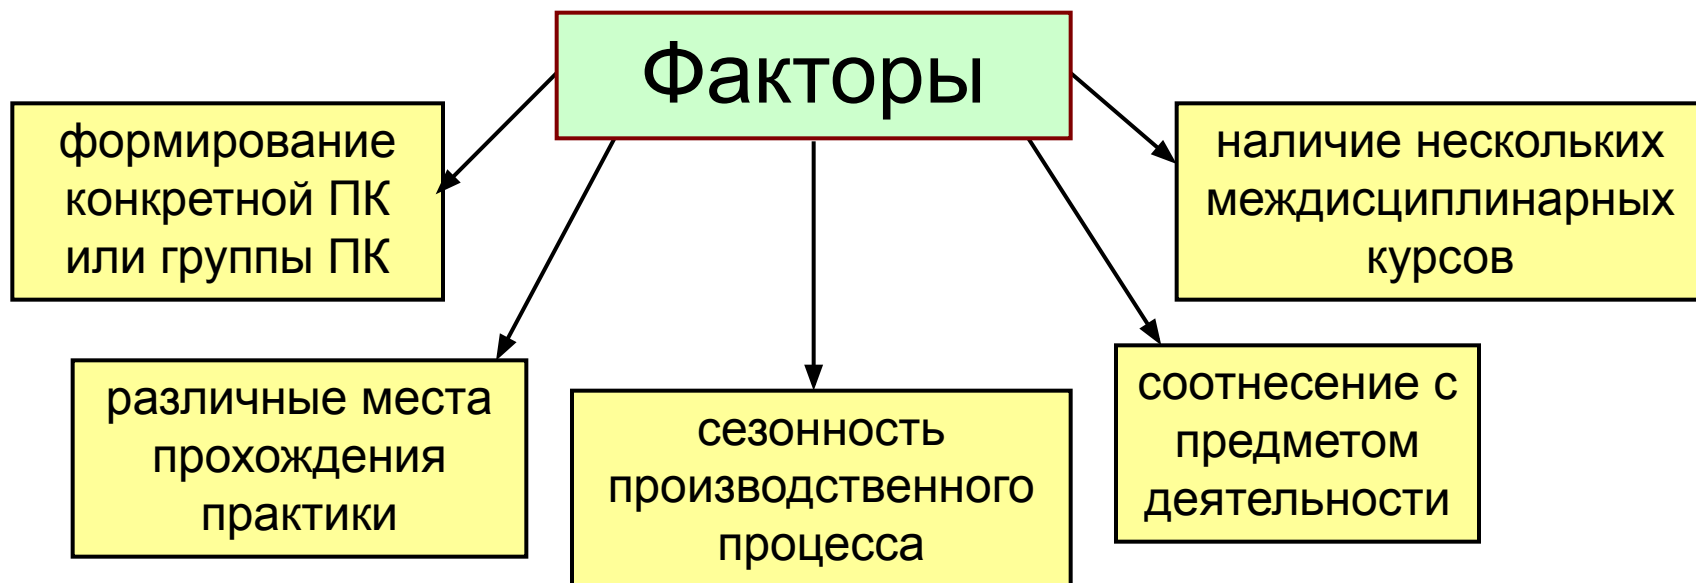 Факторы
формирование
конкретной ПК
или группы ПК
наличие нескольких
междисциплинарных
курсов
различные места
прохождения
практики
сезонность
производственного
процесса
соотнесение с
предметом
деятельности